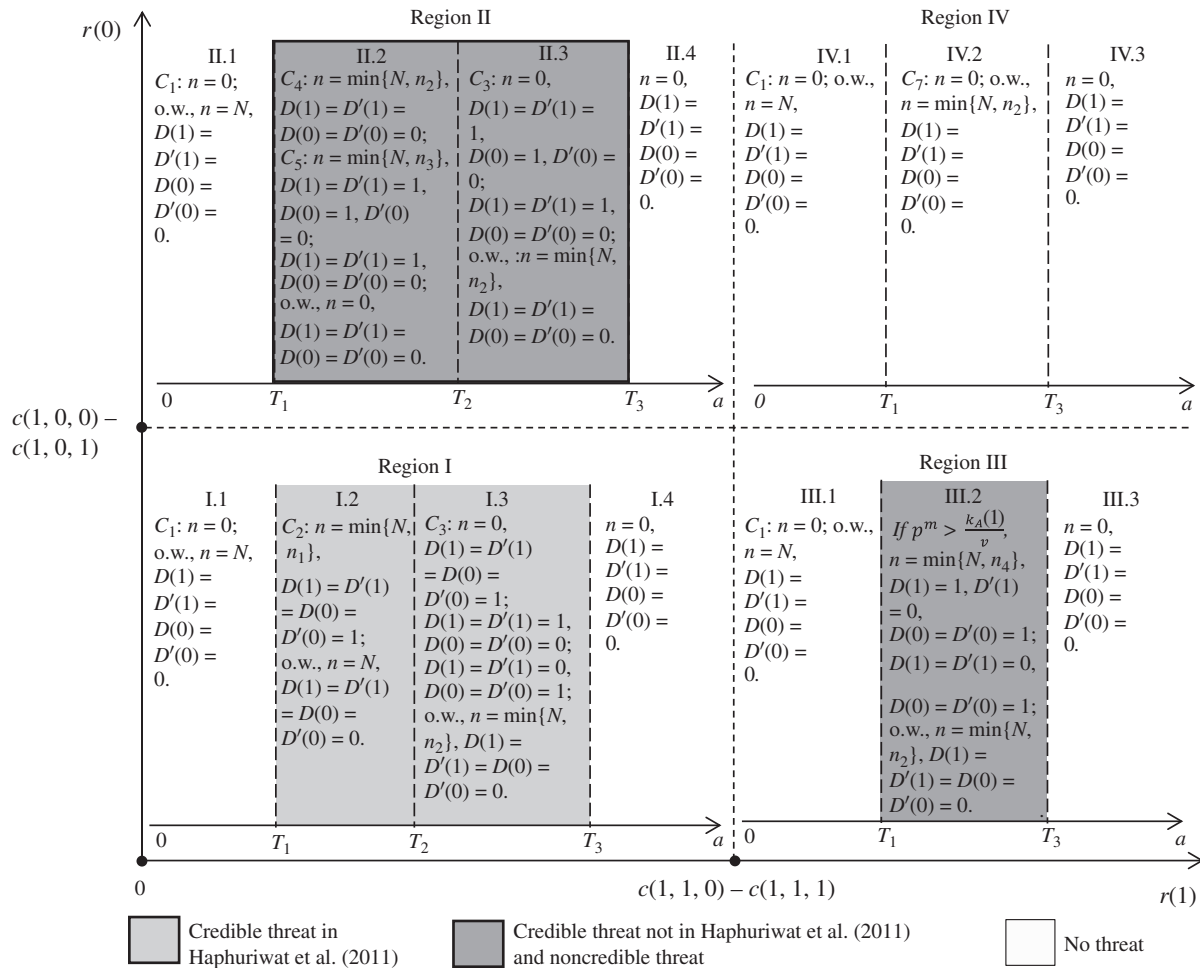 r(0)
Region II
II.1
C₁: n = 0;
o.w., n = N,
D(1) =
D′(1) =
D(0) =
D′(0) =
0.
II.2
C₄: n = min{N, n₂},
D(1) = D′(1) =
D(0) = D′(0) = 0;
C₅: n = min{N, n₃},
D(1) = D′(1) = 1,
D(0) = 1, D′(0)
= 0;
D(1) = D′(1) = 1,
D(0) = D′(0) = 0;
o.w., n = 0,
D(1) = D′(1) =
D(0) = D′(0) = 0.
II.3
C₃: n = 0,
D(1) = D′(1) =
1,
D(0) = 1, D′(0) =
0;
D(1) = D′(1) = 1,
D(0) = D′(0) = 0;
o.w., :n = min{N,
n₂},
D(1) = D′(1) =
D(0) = D′(0) = 0.
II.4
n = 0,
D(1) =
D′(1) =
D(0) =
D′(0) =
0.
0 T₁ T₂ T₃ a
Region IV
IV.1
C₁: n = 0; o.w.,
n = N,
D(1) =
D′(1) =
D(0) =
D′(0) =
0.
IV.2
C₇: n = 0; o.w.,
n = min{N, n₂},
D(1) =
D′(1) =
D(0) =
D′(0) =
0.
IV.3
n = 0,
D(1) =
D′(1) =
D(0) =
D′(0) =
0.
0 T₁ T₃ a
c(1, 0, 0) –
c(1, 0, 1)
Region I
I.1
C₁: n = 0;
o.w., n = N,
D(1) =
D′(1) =
D(0) =
D′(0) =
0.
I.2
C₂: n = min{N,
n₁},
D(1) = D′(1)
= D(0) =
D′(0) = 1;
o.w., n = N,
D(1) = D′(1)
= D(0) =
D′(0) = 0.
I.3
C₃: n = 0,
D(1) = D′(1)
= D(0) =
D′(0) = 1;
D(1) = D′(1) = 1,
D(0) = D′(0) = 0;
D(1) = D′(1) = 0,
D(0) = D′(0) = 1;
o.w., n = min{N,
n₂}, D(1) =
D′(1) = D(0) =
D′(0) = 0.
I.4
n = 0,
D(1) =
D′(1) =
D(0) =
D′(0) =
0.
0 T₁ T₂ T₃ a
Region III
III.1
C₁: n = 0; o.w.,
n = N,
D(1) =
D′(1) =
D(0) =
D′(0) =
0.
III.2
If pᵐ > k_A(1)/v,
n = min{N, n₄},
D(1) = 1, D′(1)
= 0,
D(0) = D′(0) = 1;
D(1) = D′(1) = 0,
D(0) = D′(0) = 1;
o.w., n = min{N,
n₂}, D(1) =
D′(1) = D(0) =
D′(0) = 0.
III.3
n = 0,
D(1) =
D′(1) =
D(0) =
D′(0) =
0.
0 T₁ T₃ a
0
c(1, 1, 0) – c(1, 1, 1)
r(1)
Credible threat in
Haphuriwat et al. (2011)
Credible threat not in Haphuriwat et al. (2011)
and noncredible threat
No threat